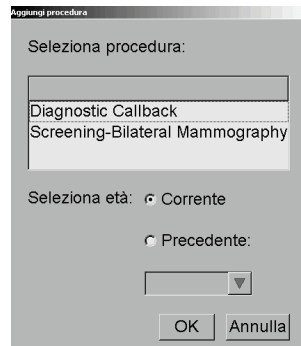 Aggiungi procedura
Seleziona procedura:
Diagnostic Callback
Screening-Bilateral Mammography
Seleziona età: Corrente
Precedente:
OK Annulla